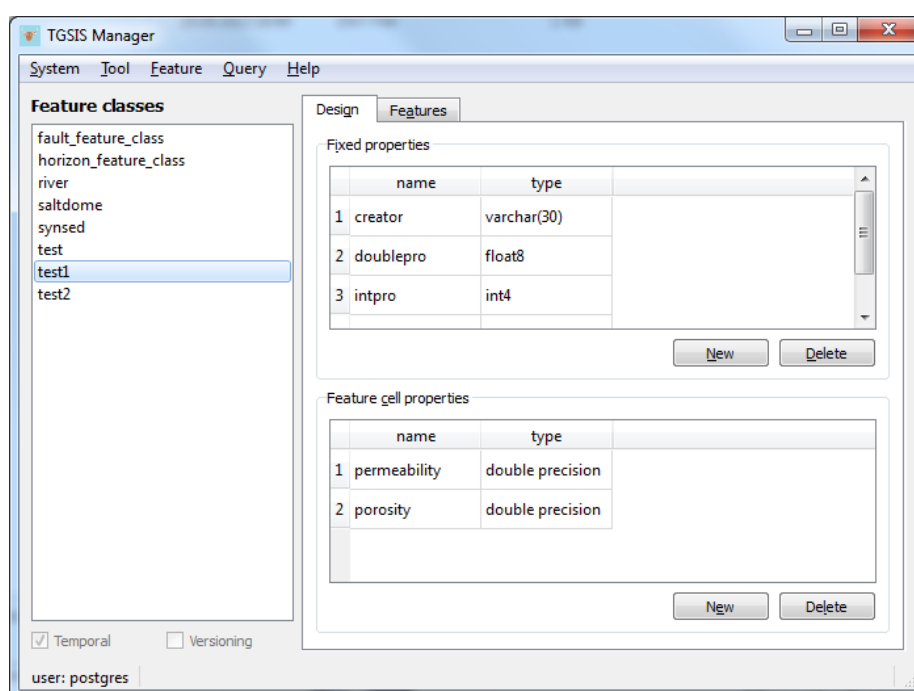 TGSIS Manager
System Tool Feature Query Help
Feature classes
fault_feature_class
horizon_feature_class
river
saltdome
synsed
test
test1
test2
Temporal Versioning
Design Features
Fixed properties
name type
1 creator varchar(30)
2 doublepro float8
3 intpro int4
New Delete
Feature cell properties
name type
1 permeability double precision
2 porosity double precision
New Delete
user: postgres